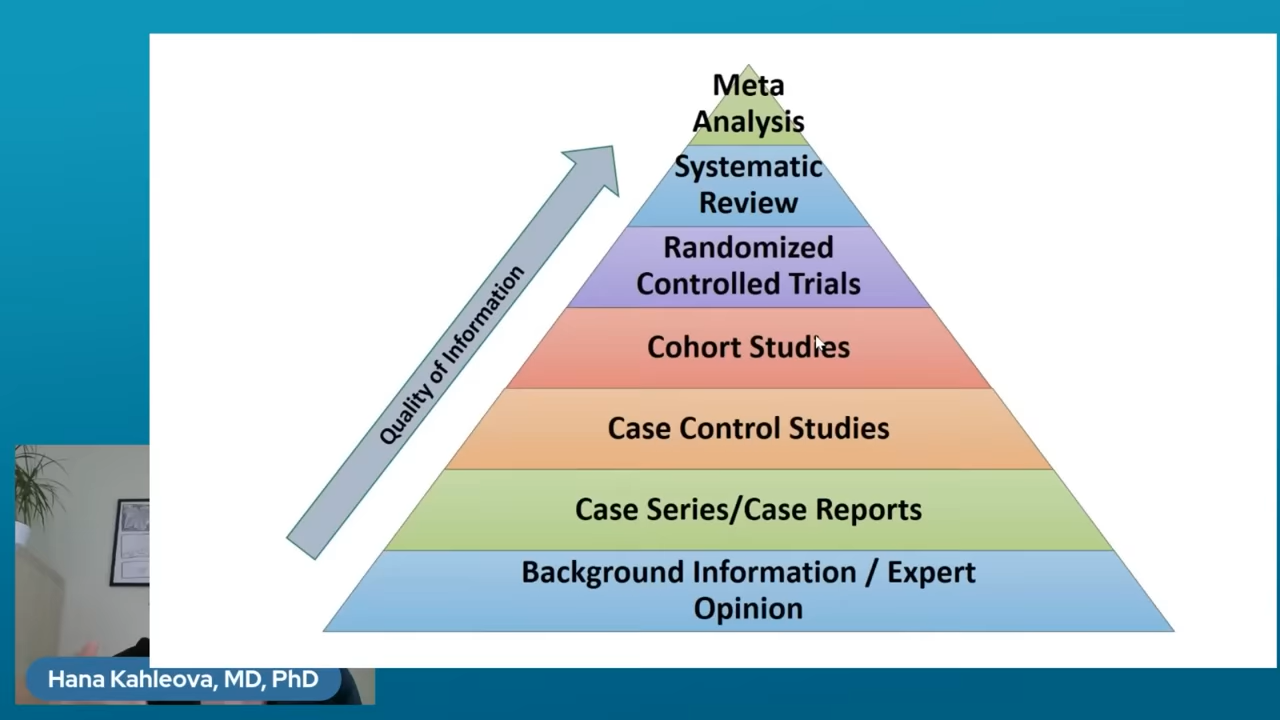 Meta
Analysis
Systematic
Review
Randomized
Controlled Trials
Cohort Studies
Case Control Studies
Case Series/Case Reports
Background Information / Expert
Opinion
Quality of Information
Hana Kahleova, MD, PhD